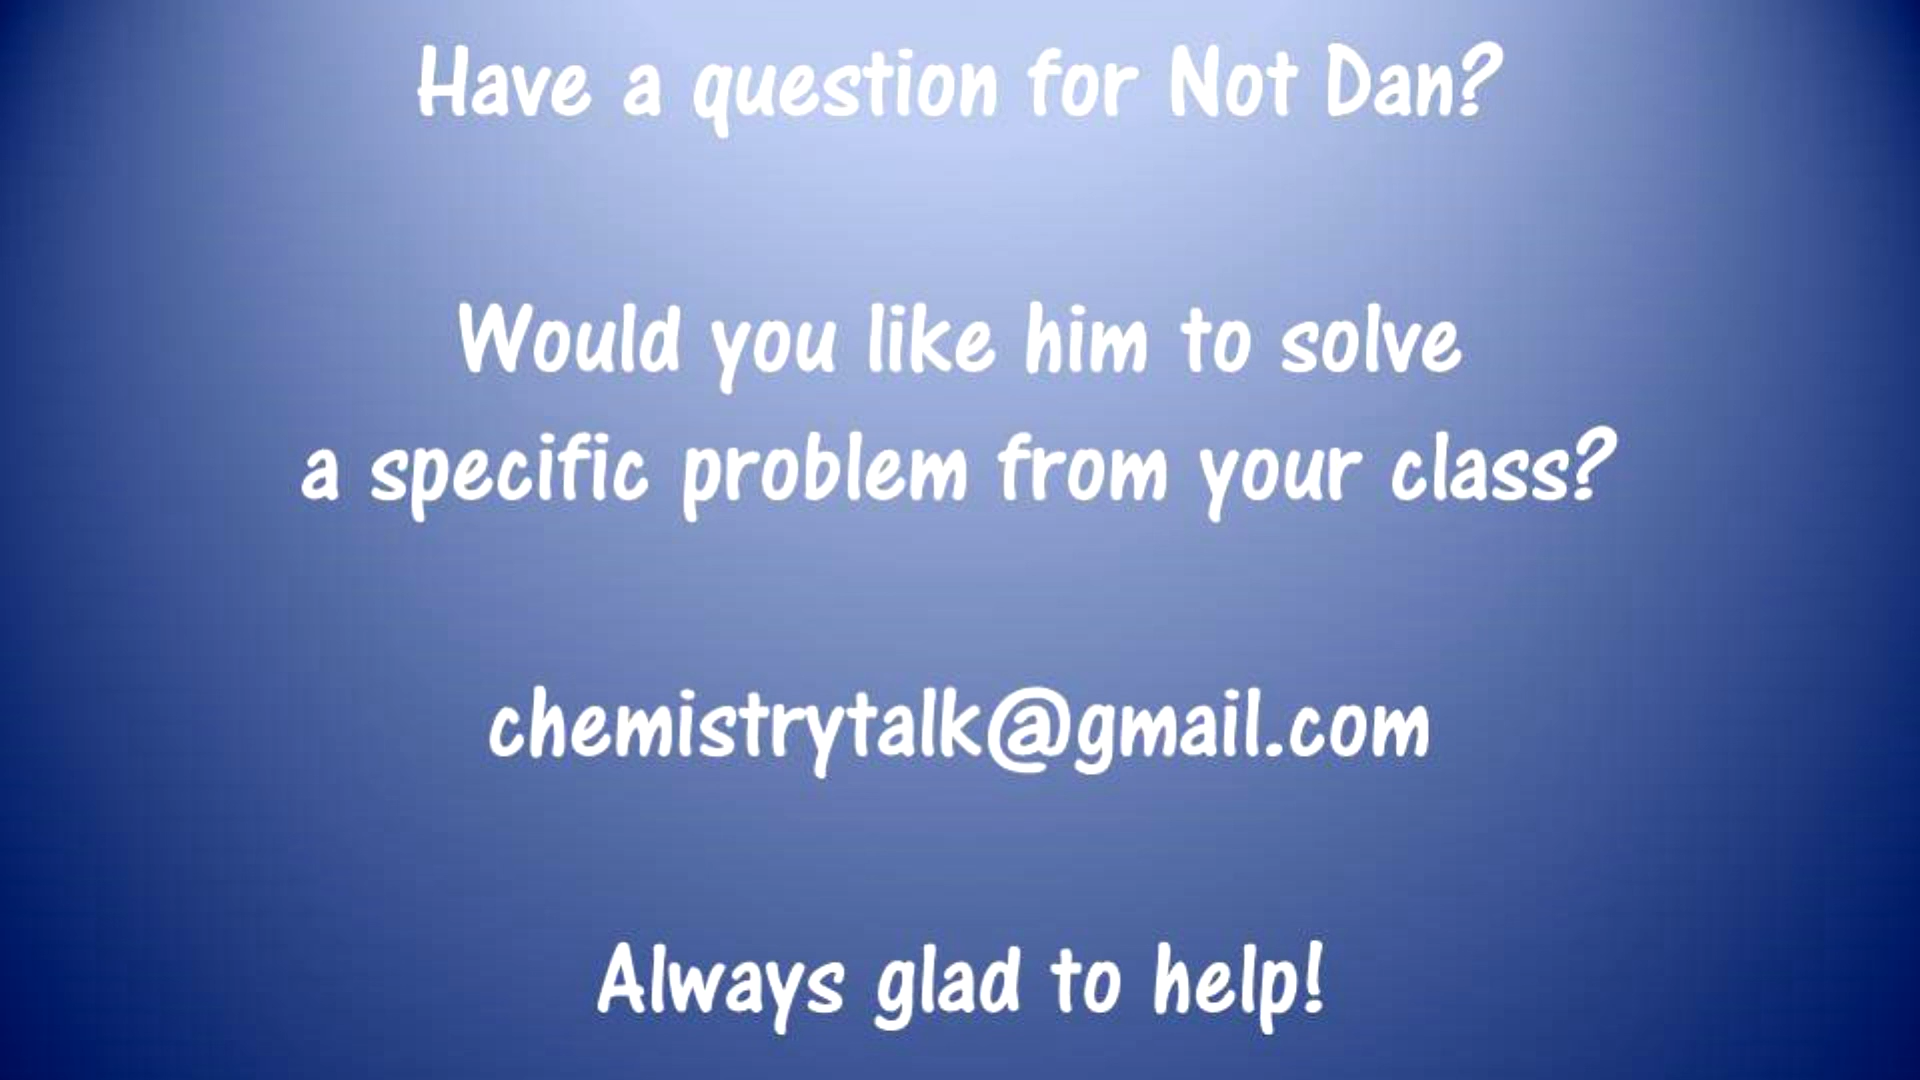 Have a question for Not Dan?
Would you like him to solve
a specific problem from your class?
chemistrytalk@gmail.com
Always glad to help!